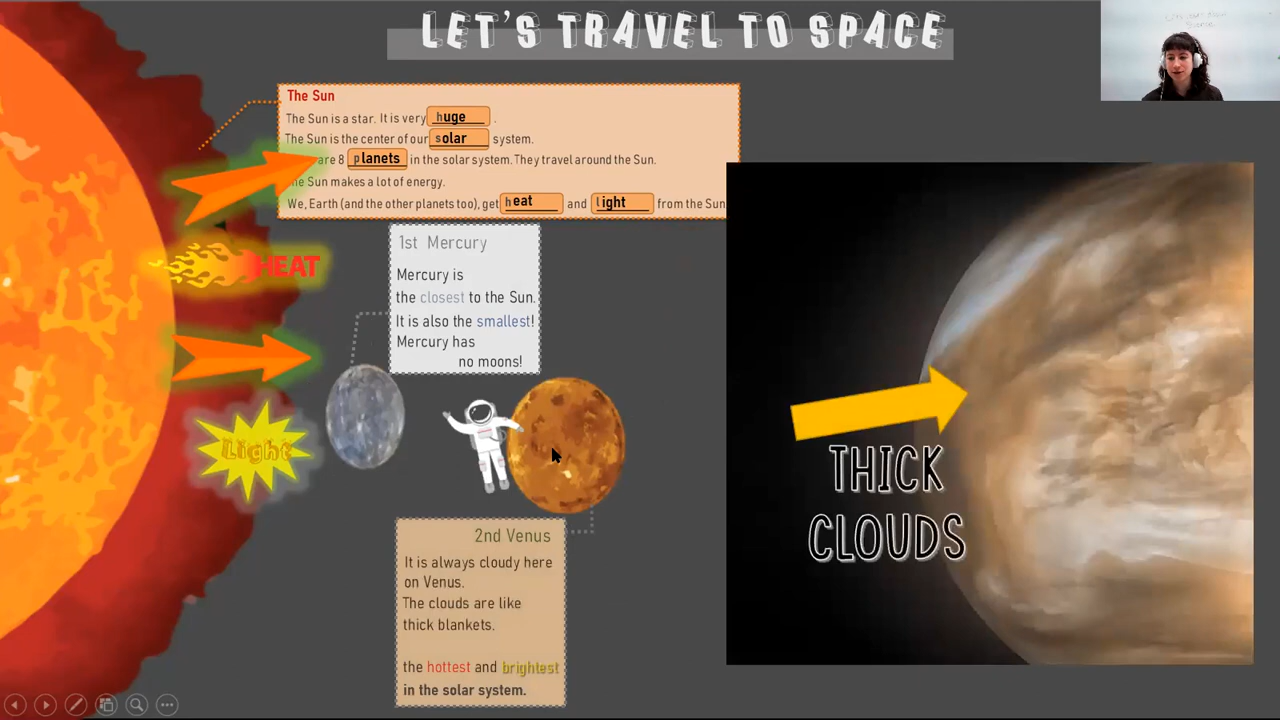 LET'S TRAVEL TO SPACE
The Sun
The Sun is a star. It is very huge .
The Sun is the center of our solar system.
are 8 planets in the solar system. They travel around the Sun.
he Sun makes a lot of energy.
We, Earth (and the other planets too), get heat and light from the Sun
HEAT
1st Mercury
Mercury is
the closest to the Sun.
It is also the smallest!
Mercury has
no moons!
Light
THICK
CLOUDS
2nd Venus
It is always cloudy here
on Venus.
The clouds are like
thick blankets.
the hottest and brightest
in the solar system.